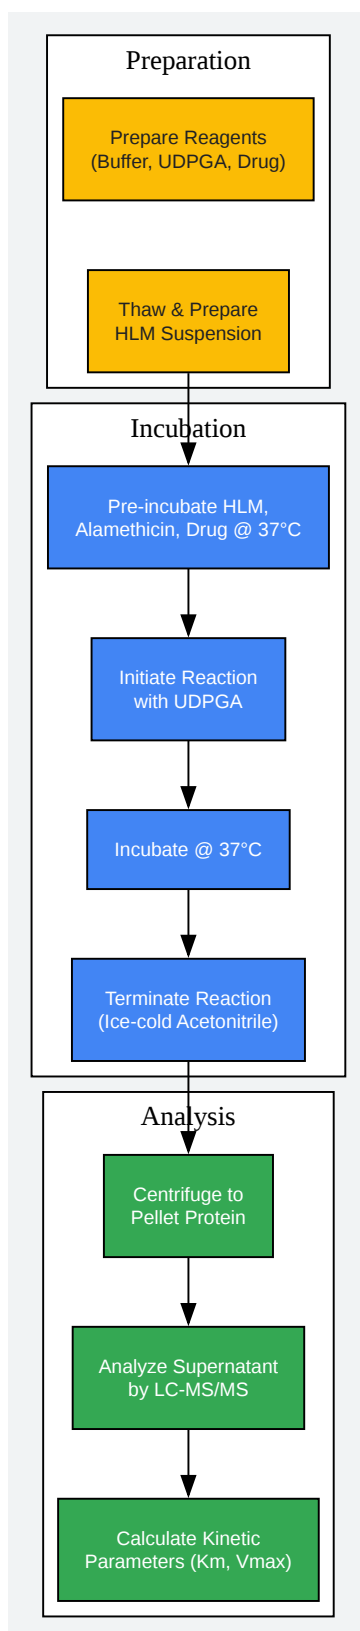 Preparation
Prepare Reagents
(Buffer, UDPGA, Drug)
Thaw & Prepare
HLM Suspension
Incubation
Pre-incubate HLM,
Alamethicin, Drug @ 37°C
Initiate Reaction
with UDPGA
Incubate @ 37°C
Terminate Reaction
(Ice-cold Acetonitrile)
Analysis
Centrifuge to
Pellet Protein
Analyze Supernatant
by LC-MS/MS
Calculate Kinetic
Parameters (Km, Vmax)